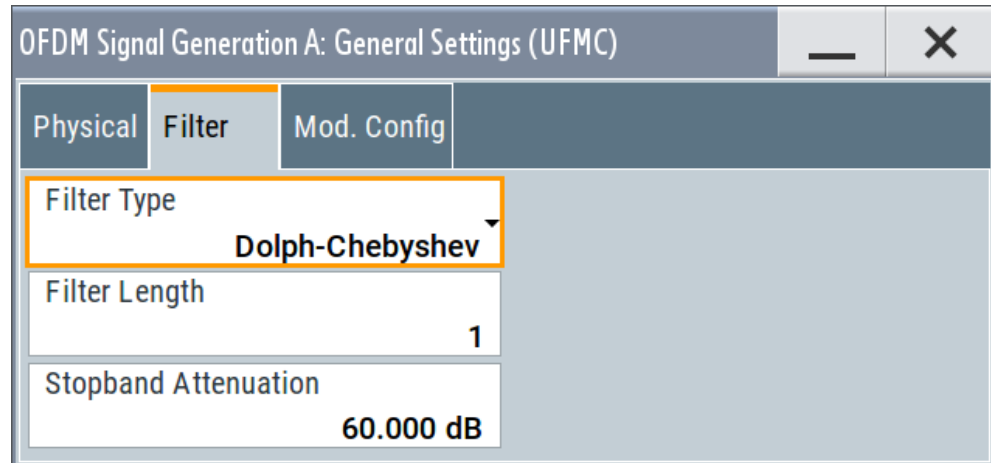 OFDM Signal Generation A: General Settings (UFMC)
Physical Filter Mod. Config
Filter Type
Dolph-Chebyshev
Filter Length
1
Stopband Attenuation
60.000 dB